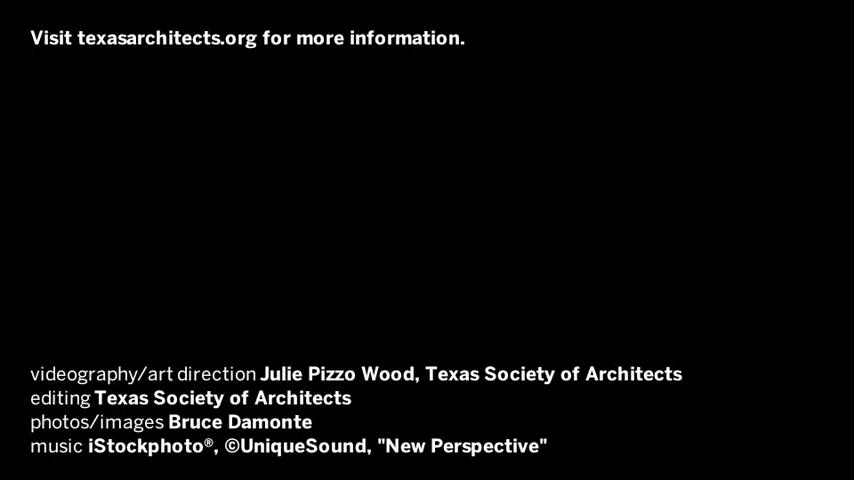 Visit texasarchitects.org for more information.
videography/art direction Julie Pizzo Wood, Texas Society of Architects
editing Texas Society of Architects
photos/images Bruce Damonte
music iStockphoto®, ©UniqueSound, "New Perspective"